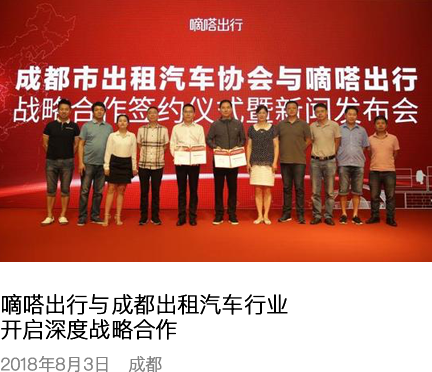 嘀嗒出行
成都市出租汽车协会与嘀嗒出行
战略合作签约仪式暨新闻发布会
嘀嗒出行与成都出租汽车行业
开启深度战略合作
2018年8月3日 成都